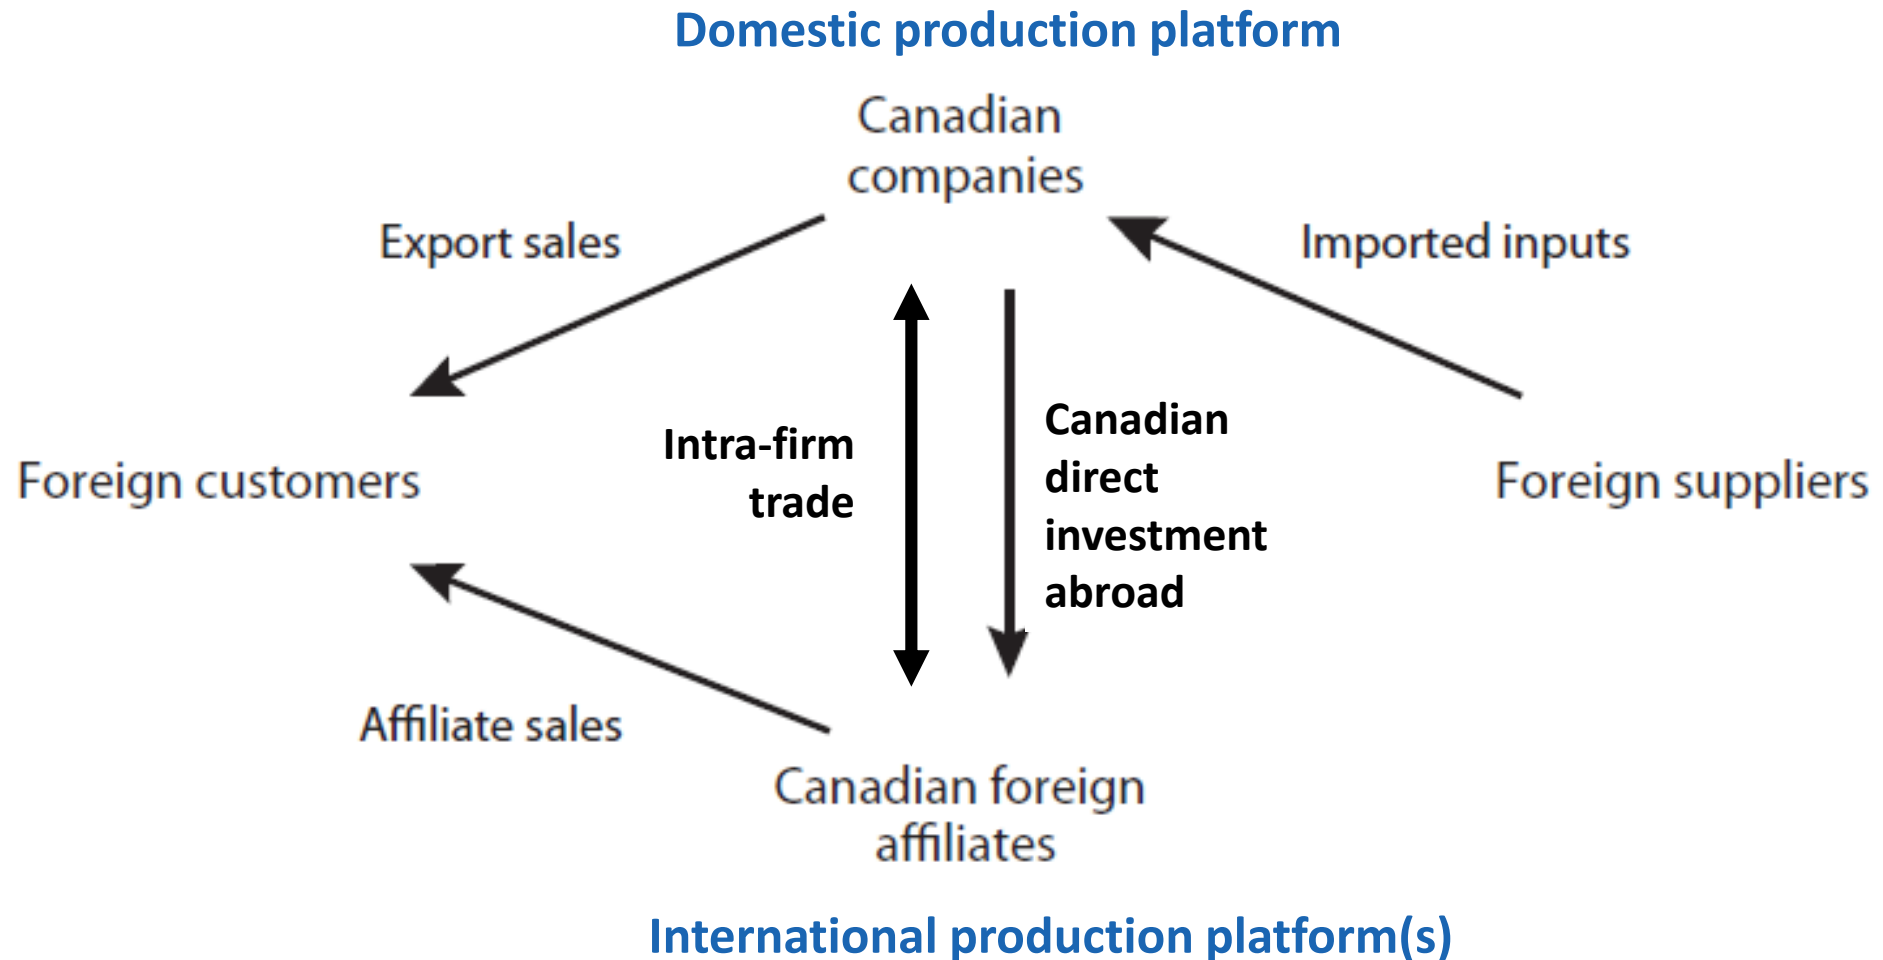 Domestic production platform
Canadian
companies
Export sales
Imported inputs
Intra-firm
trade
Canadian
direct
investment
abroad
Foreign customers
Foreign suppliers
Affiliate sales
Canadian foreign
affiliates
International production platform(s)